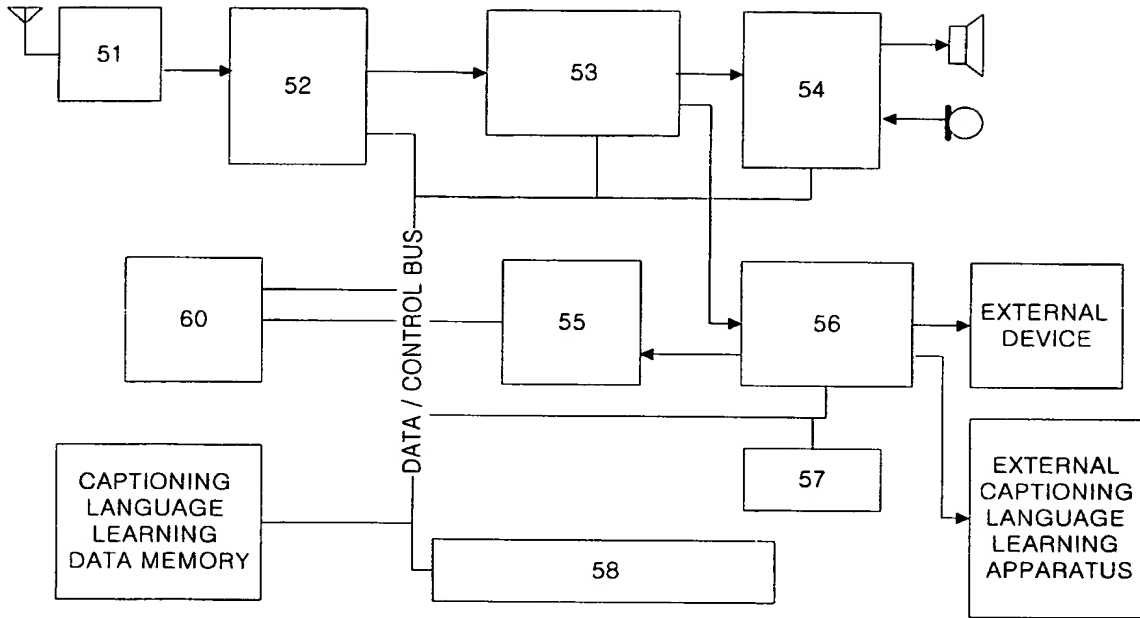 51
52
53
54
60
DATA / CONTROL BUS
55
56
EXTERNAL
DEVICE
CAPTIONING
LANGUAGE
LEARNING
DATA MEMORY
57
58
EXTERNAL
CAPTIONING
LANGUAGE
LEARNING
APPARATUS